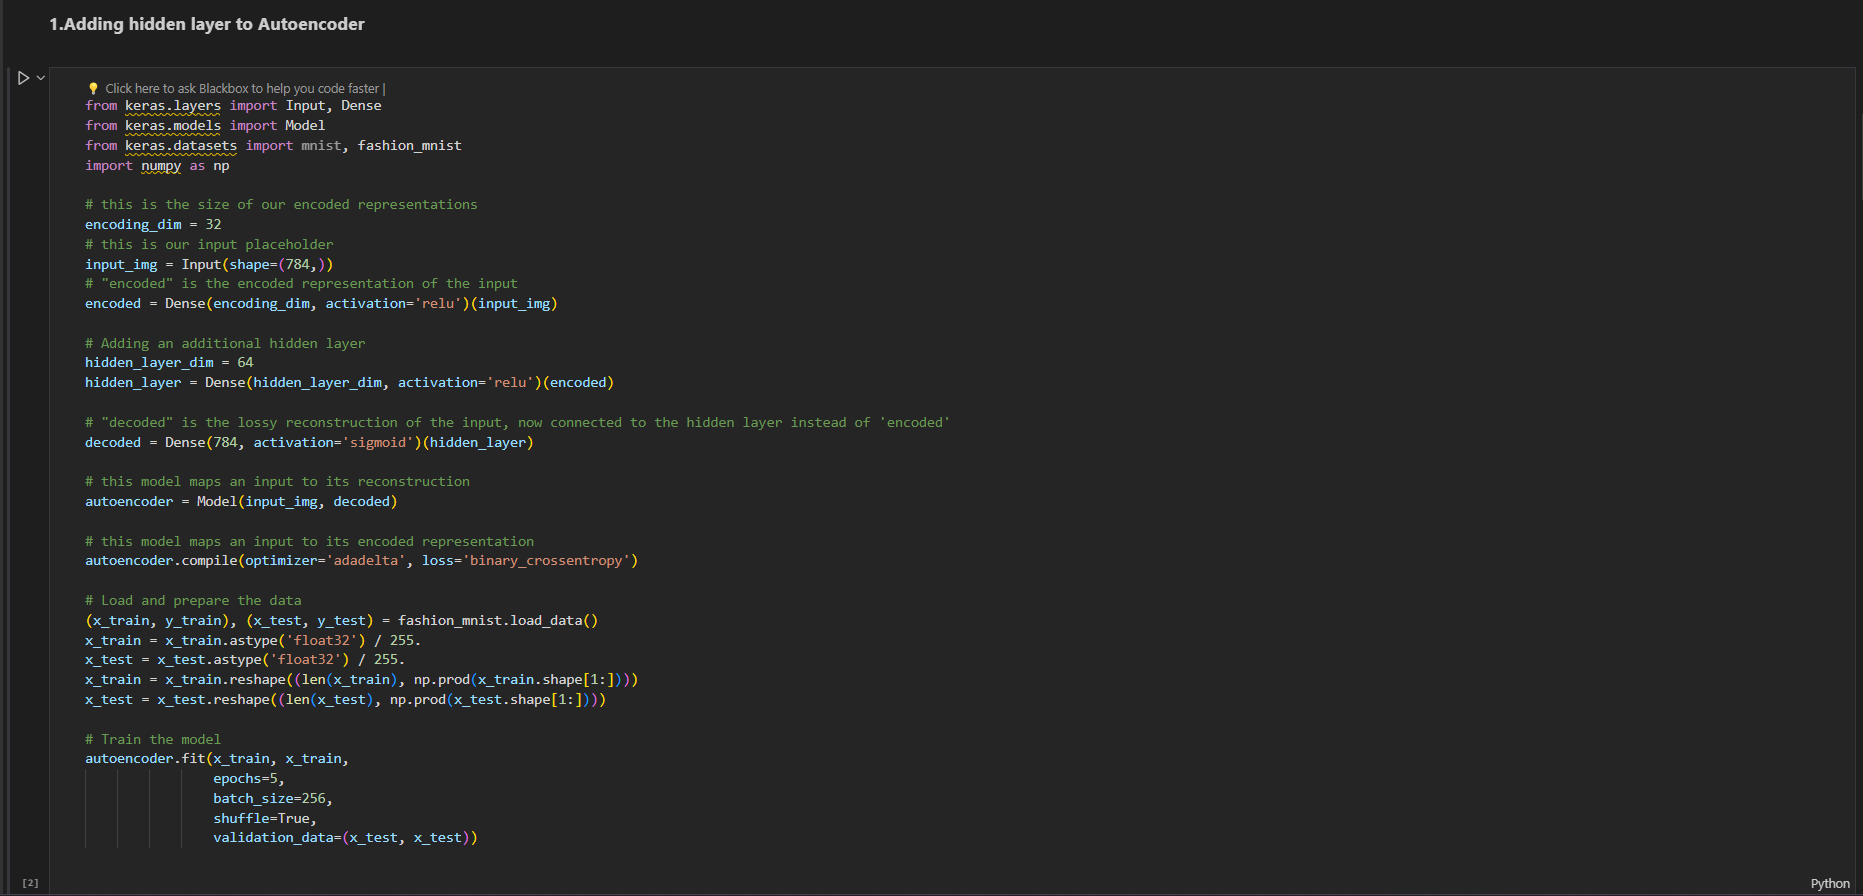 1.Adding hidden layer to Autoencoder
💡 Click here to ask Blackbox to help you code faster |
from keras.layers import Input, Dense
from keras.models import Model
from keras.datasets import mnist, fashion_mnist
import numpy as np
# this is the size of our encoded representations
encoding_dim = 32
# this is our input placeholder
input_img = Input(shape=(784,))
# "encoded" is the encoded representation of the input
encoded = Dense(encoding_dim, activation='relu')(input_img)
# Adding an additional hidden layer
hidden_layer_dim = 64
hidden_layer = Dense(hidden_layer_dim, activation='relu')(encoded)
# "decoded" is the lossy reconstruction of the input, now connected to the hidden layer instead of 'encoded'
decoded = Dense(784, activation='sigmoid')(hidden_layer)
# this model maps an input to its reconstruction
autoencoder = Model(input_img, decoded)
# this model maps an input to its encoded representation
autoencoder.compile(optimizer='adadelta', loss='binary_crossentropy')
# Load and prepare the data
(x_train, y_train), (x_test, y_test) = fashion_mnist.load_data()
x_train = x_train.astype('float32') / 255.
x_test = x_test.astype('float32') / 255.
x_train = x_train.reshape((len(x_train), np.prod(x_train.shape[1:])))
x_test = x_test.reshape((len(x_test), np.prod(x_test.shape[1:])))
# Train the model
autoencoder.fit(x_train, x_train,
epochs=5,
batch_size=256,
shuffle=True,
validation_data=(x_test, x_test))
[2]
Python